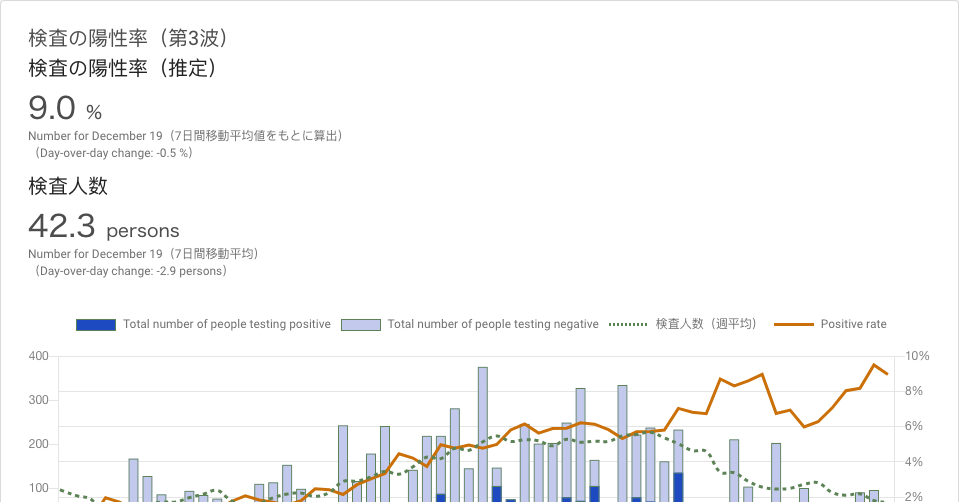 検査の陽性率（第3波）
検査の陽性率（推定）
9.0 %
Number for December 19（7日間移動平均値をもとに算出）
（Day-over-day change: -0.5 %）
検査人数
42.3 persons
Number for December 19（7日間移動平均）
（Day-over-day change: -2.9 persons）
Total number of people testing positive Total number of people testing negative 検査人数（週平均） Positive rate
400 10%
8%
300
200 6%
4%
100 2%